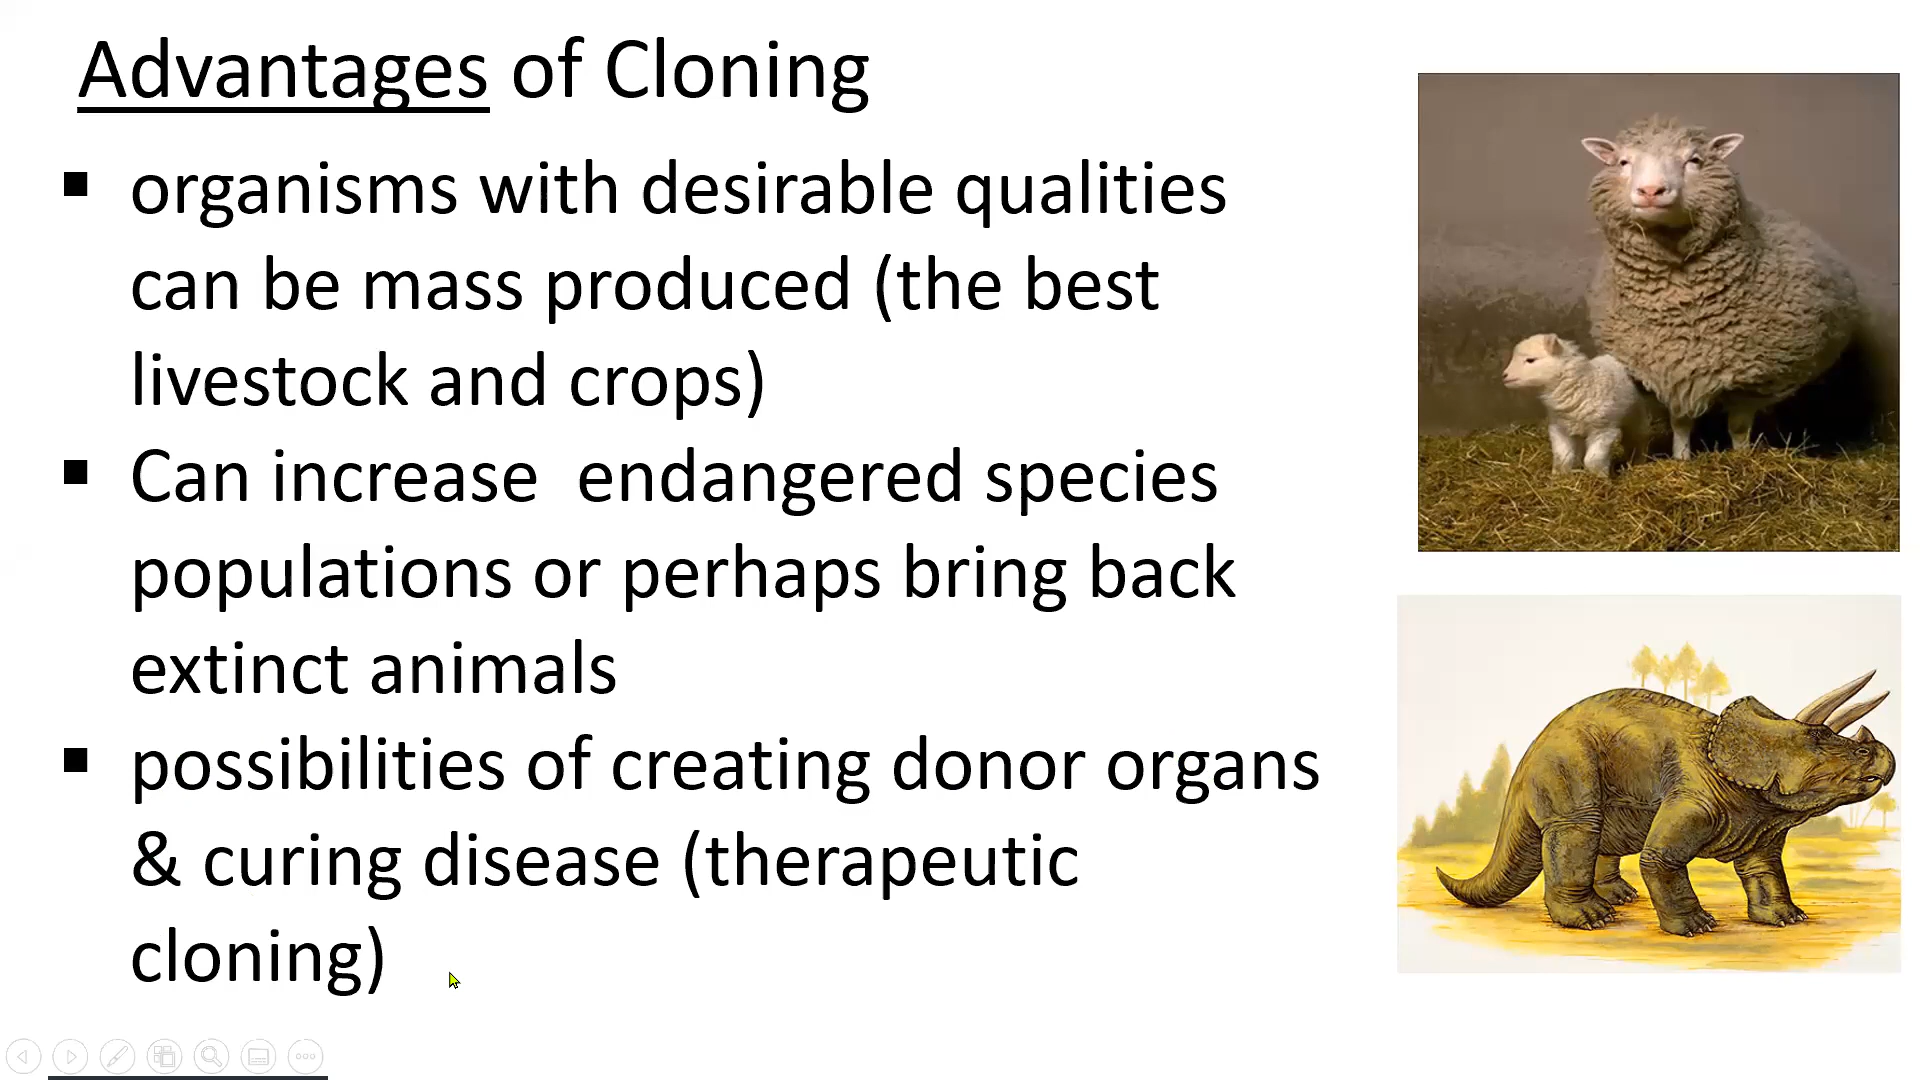 Advantages of Cloning
▪ organisms with desirable qualities
can be mass produced (the best
livestock and crops)
▪ Can increase  endangered species
populations or perhaps bring back
extinct animals
▪ possibilities of creating donor organs
& curing disease (therapeutic
cloning)